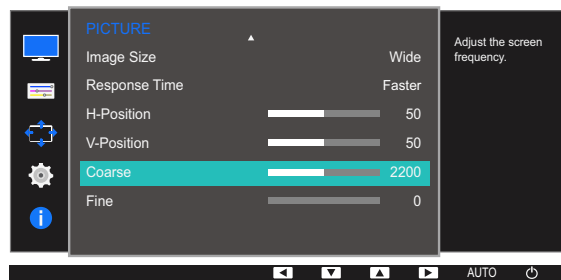 PICTURE
Image Size Wide
Response Time Faster
H-Position 50
V-Position 50
Coarse 2200
Fine 0
Adjust the screen
frequency.
AUTO